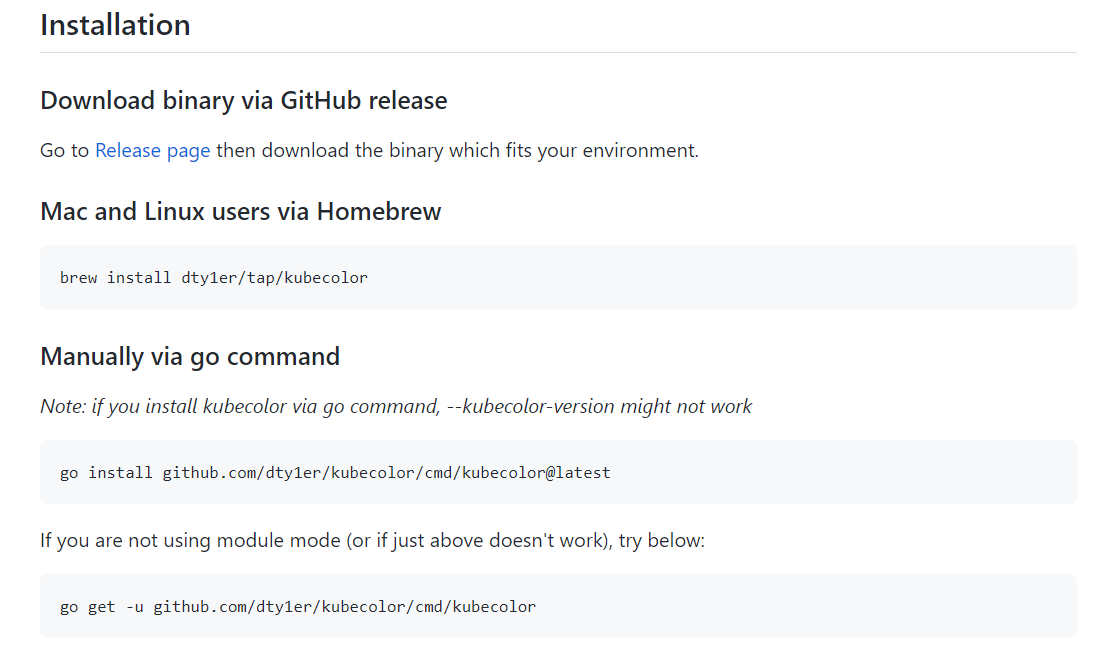 Installation
Download binary via GitHub release
Go to Release page then download the binary which fits your environment.
Mac and Linux users via Homebrew
brew install dty1er/tap/kubecolor
Manually via go command
Note: if you install kubecolor via go command, --kubecolor-version might not work
go install github.com/dty1er/kubecolor/cmd/kubecolor@latest
If you are not using module mode (or if just above doesn't work), try below:
go get -u github.com/dty1er/kubecolor/cmd/kubecolor